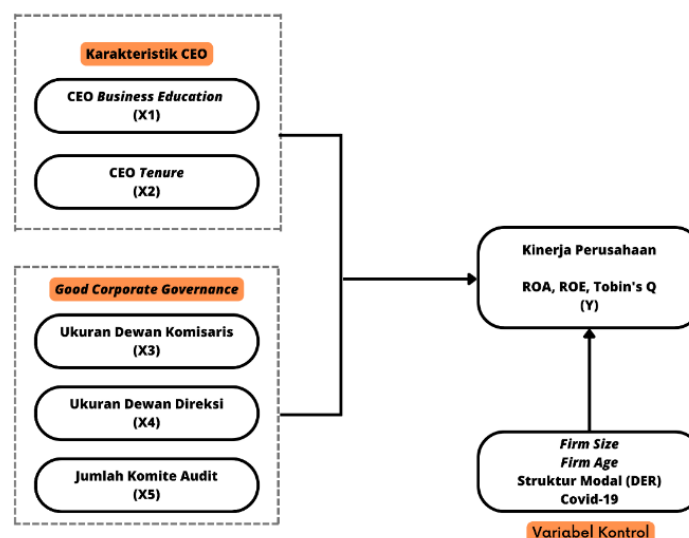 Karakteristik CEO
CEO Business Education
(X1)
CEO Tenure
(X2)
Good Corporate Governance
Ukuran Dewan Komisaris
(X3)
Ukuran Dewan Direksi
(X4)
Jumlah Komite Audit
(X5)
Kinerja Perusahaan
ROA, ROE, Tobin's Q
(Y)
Firm Size
Firm Age
Struktur Modal (DER)
Covid-19
Variabel Kontrol